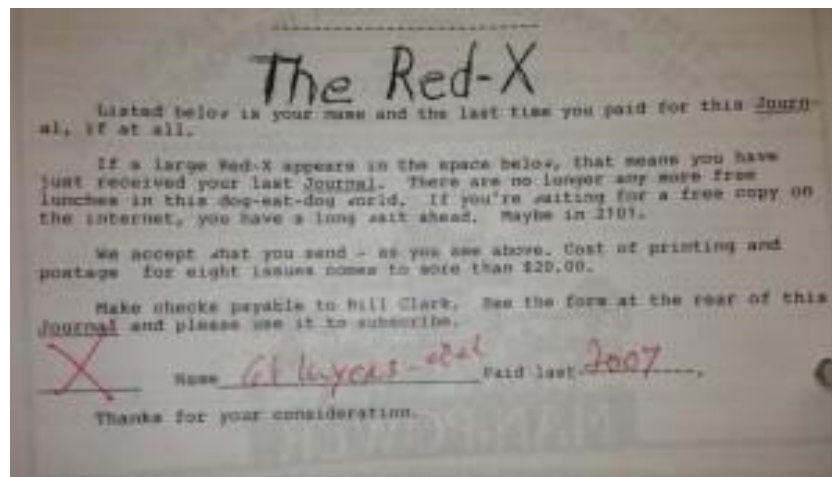 The Red-X
Listed below is your name and the last time you paid for this Journ-
al, if at all.
If a large Red-X appears in the space below, that means you have
just received your last Journal. There are no longer any more free
lunches in this dog-eat-dog world. If you're waiting for a free copy on
the internet, you have a long wait ahead. Maybe in 2101.
We accept what you send - as you see above. Cost of printing and
postage for eight issues comes to more than $20.00.
Make checks payable to Bill Clark. See the form at the rear of this
Journal and please use it to subscribe.
X Name Paid last 2007.
Thanks for your consideration.